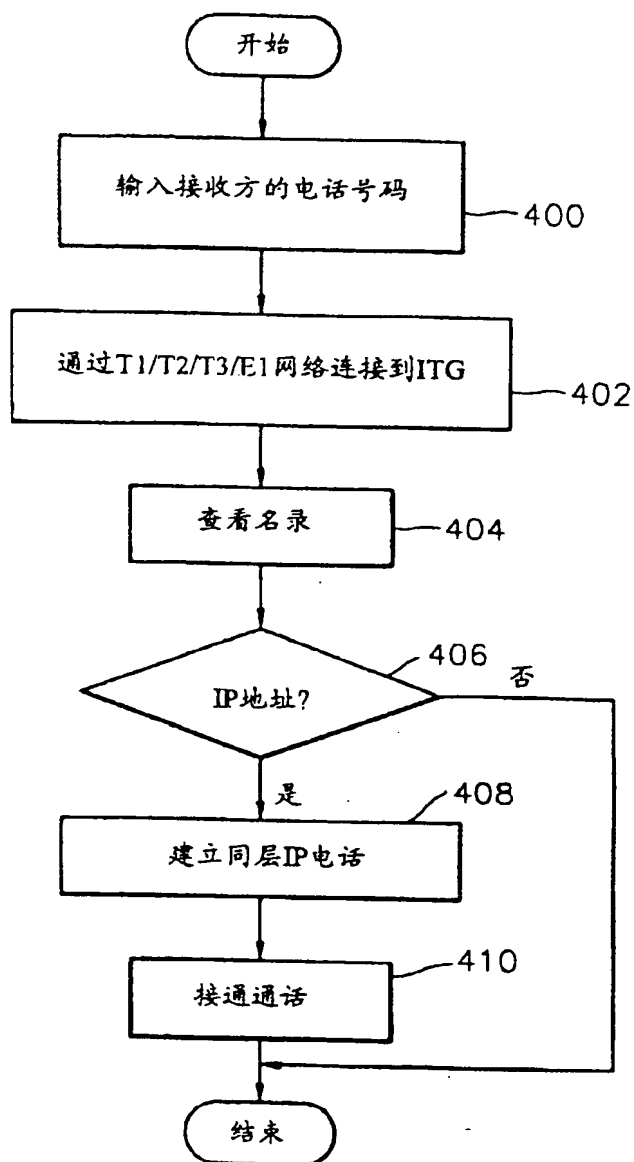 开始
输入接收方的电话号码
400
通过T1/T2/T3/E1网络连接到ITG
402
查看名录
404
406
否
IP地址?
是
408
建立同层IP电话
410
接通通话
结束